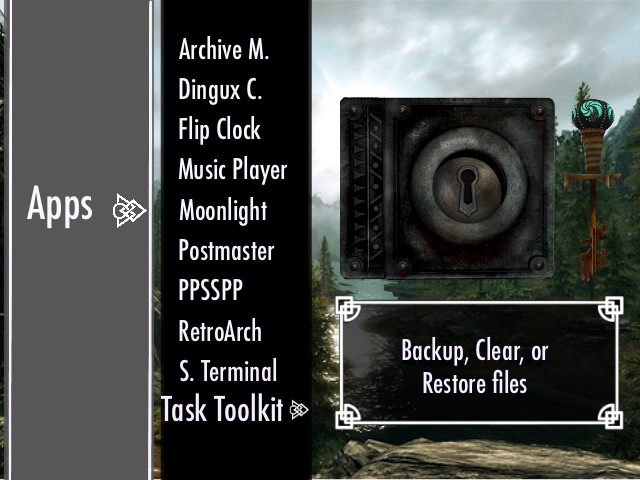 Apps
Archive M.
Dingux C.
Flip Clock
Music Player
Moonlight
Postmaster
PPSSPP
RetroArch
S. Terminal
Task Toolkit
Backup, Clear, or
Restore files